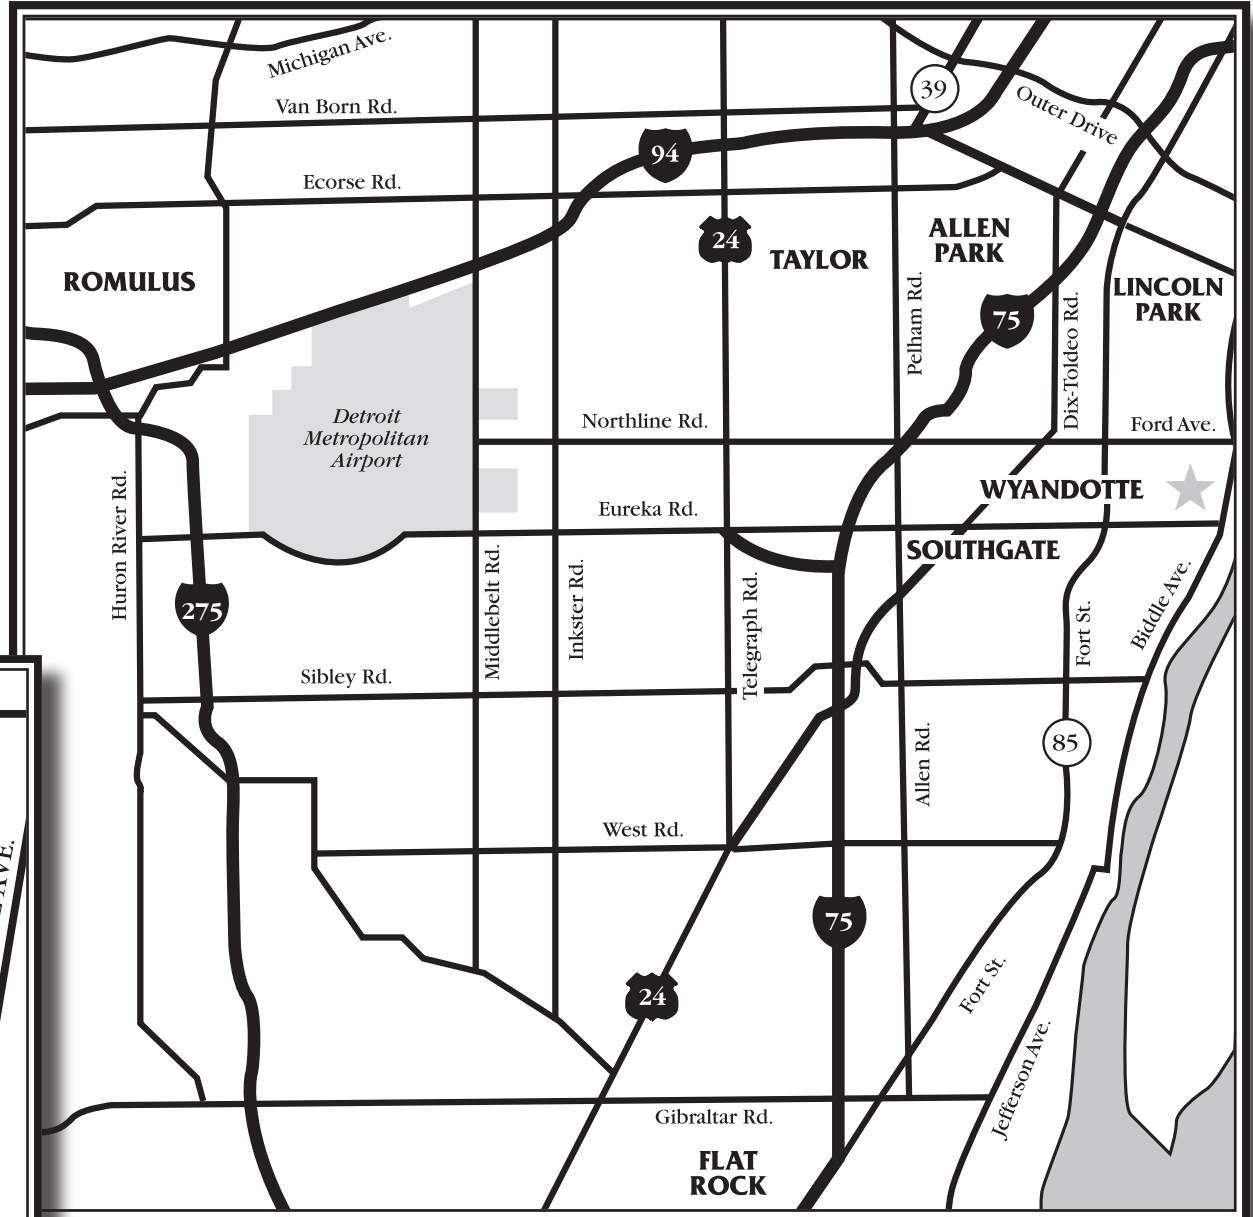 Michigan Ave.
Van Born Rd.
39
Outer Drive
94
Ecorse Rd.
24
TAYLOR
ALLEN
PARK
ROMULUS
LINCOLN
PARK
Pelham Rd.
75
Dix-Toldeo Rd.
Detroit
Metropolitan
Airport
Northline Rd.
Ford Ave.
WYANDOTTE
Huron River Rd.
Eureka Rd.
SOUTHGATE
275
Middlebelt Rd.
Inkster Rd.
Telegraph Rd.
Fort St.
Biddle Ave.
Sibley Rd.
85
Allen Rd.
West Rd.
AVE.
75
24
Fort St.
Jefferson Ave.
Gibraltar Rd.
FLAT
ROCK